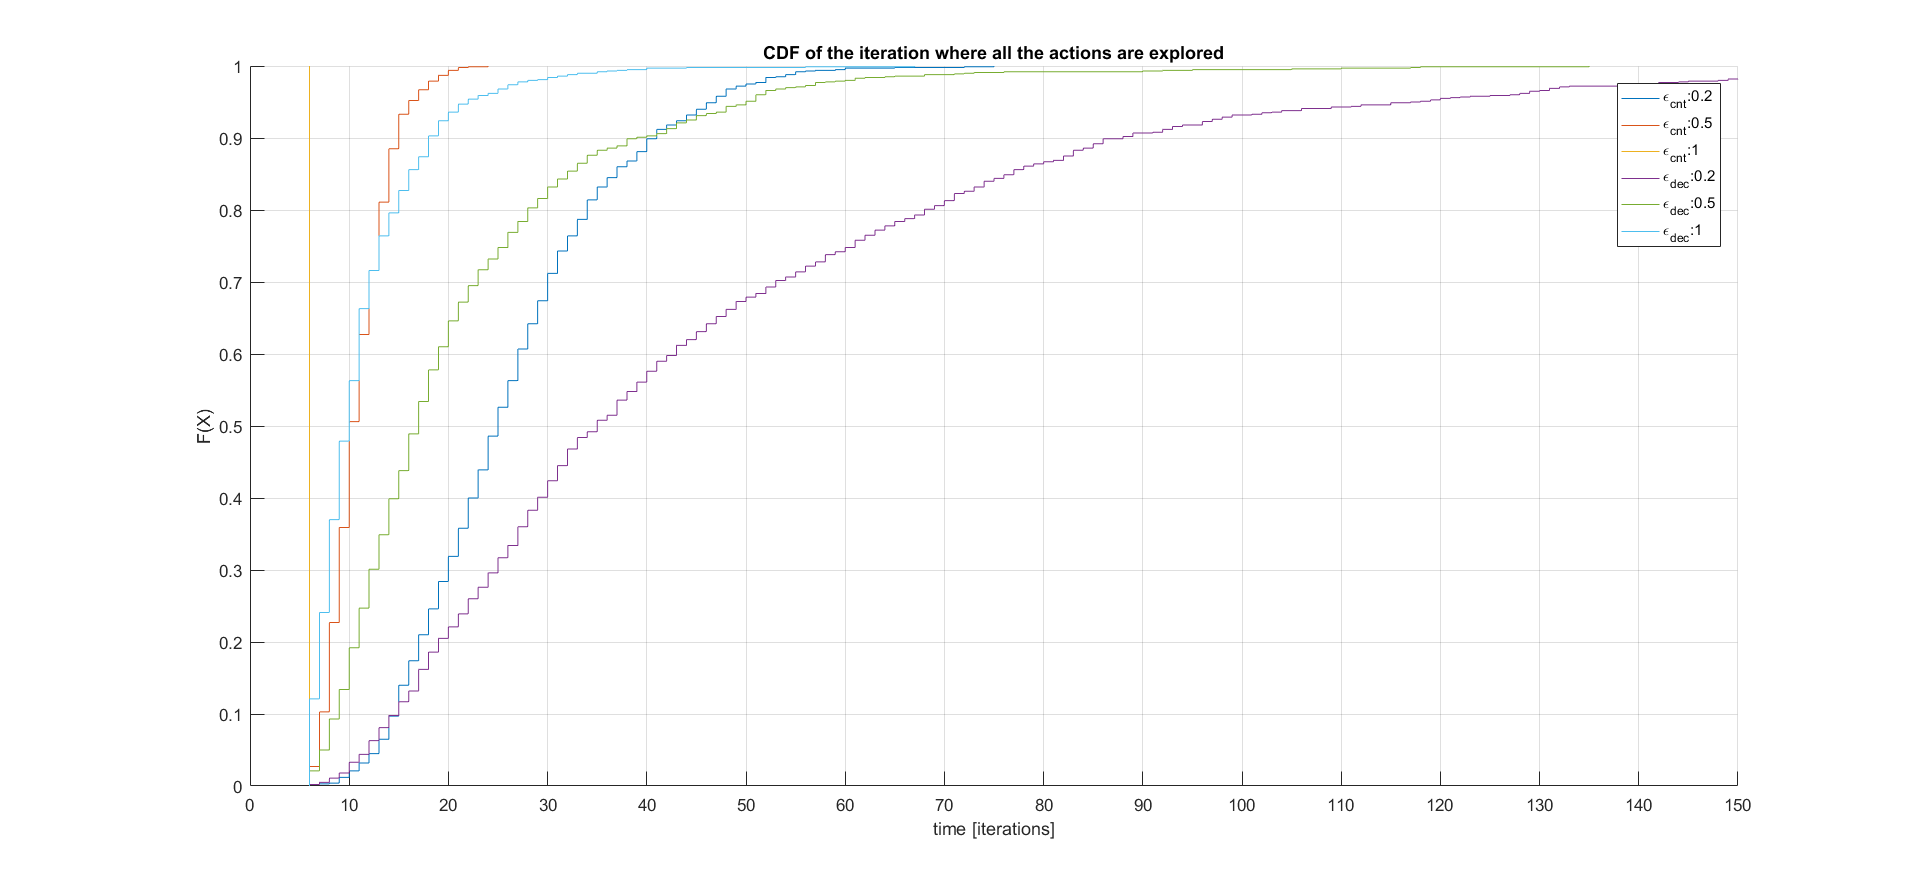 CDF of the iteration where all the actions are explored
1
0.9
0.8
0.7
0.6
0.5
0.4
0.3
0.2
0.1
0
F(X)
ϵcnt:0.2
ϵcnt:0.5
ϵcnt:1
ϵdec:0.2
ϵdec:0.5
ϵdec:1
0 10 20 30 40 50 60 70 80 90 100 110 120 130 140 150
time [iterations]